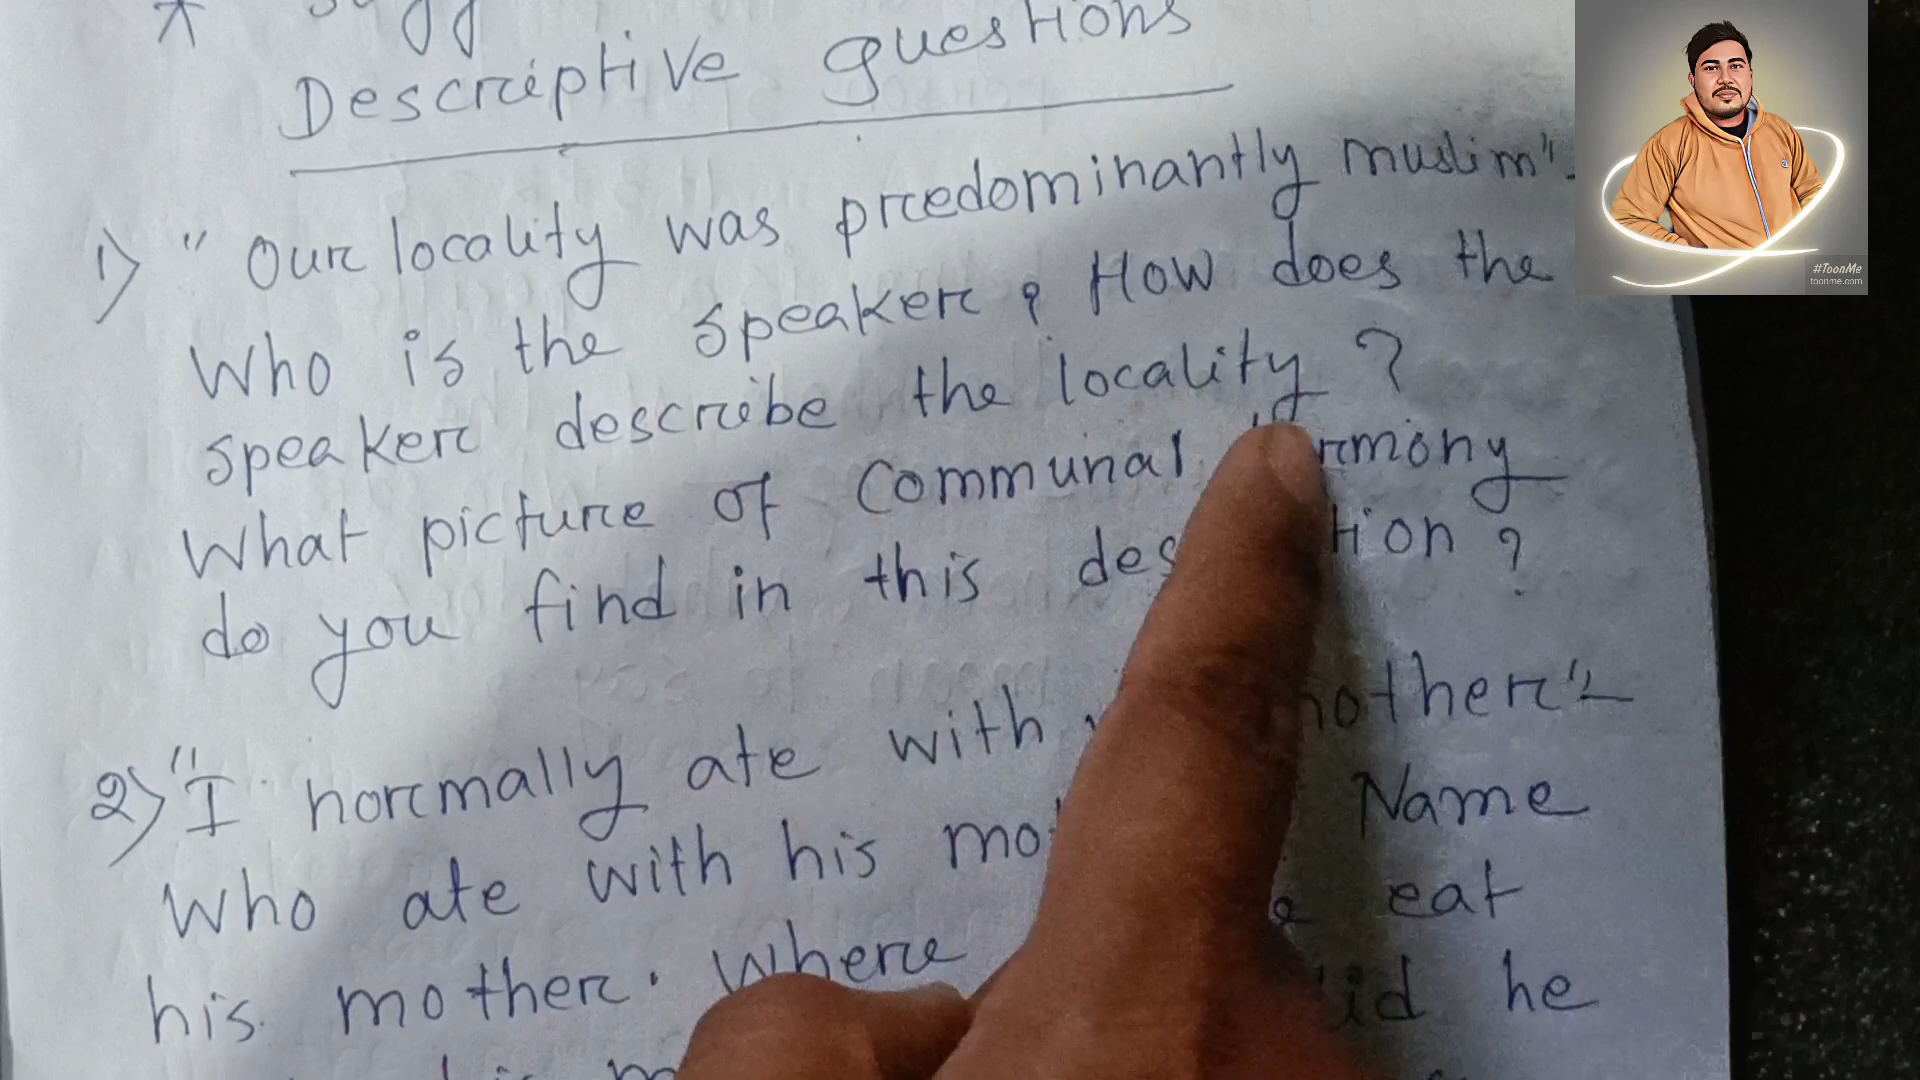 Descriptive questions
1) "Our locality was predominantly muslim".
Who is the speaker? How does the
speaker describe the locality?
What picture of Communal
do you find in this
2) "I normally ate with
Who ate with his Name
his mother. Where eat
he
#ToonMe
toonme.com